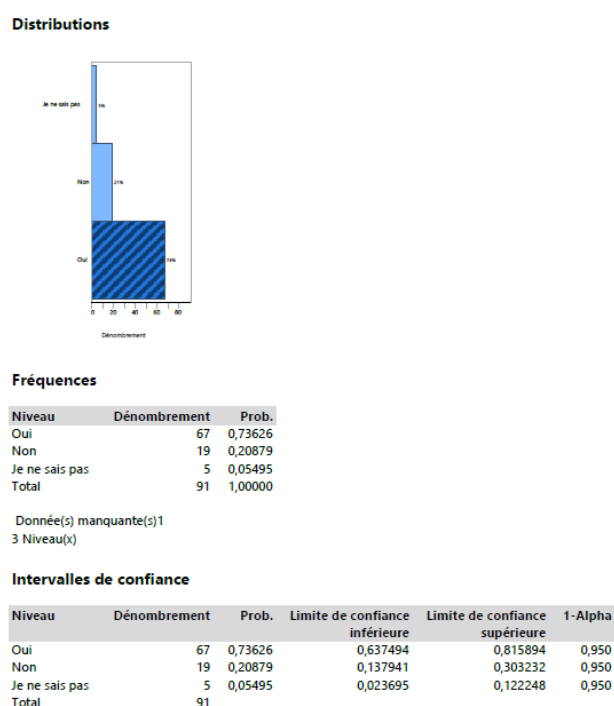 Distributions
Je ne sais pas
5%
Non
21%
Oui
74%
0 20 40 60 80
Dénombrement
Fréquences
Niveau Dénombrement Prob.
Oui 67 0,73626
Non 19 0,20879
Je ne sais pas 5 0,05495
Total 91 1,00000
Donnée(s) manquante(s)1
3 Niveau(x)
Intervalles de confiance
Niveau Dénombrement Prob. Limite de confiance Limite de confiance 1-Alpha
inférieure supérieure
Oui 67 0,73626 0,637494 0,815894 0,950
Non 19 0,20879 0,137941 0,303232 0,950
Je ne sais pas 5 0,05495 0,023695 0,122248 0,950
Total 91